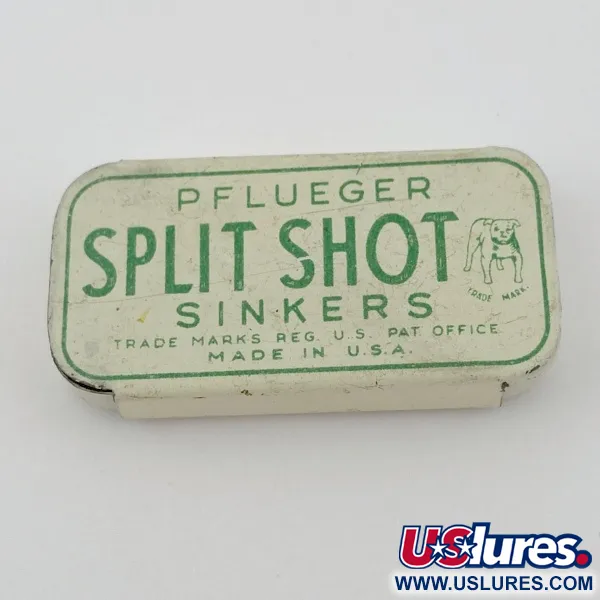 PFLUEGER
SPLIT SHOT
SINKERS
TRADE MARK.
TRADE MARKS REG. U.S. PAT OFFICE
MADE IN U.S.A.
USlures.
WWW.USLURES.COM